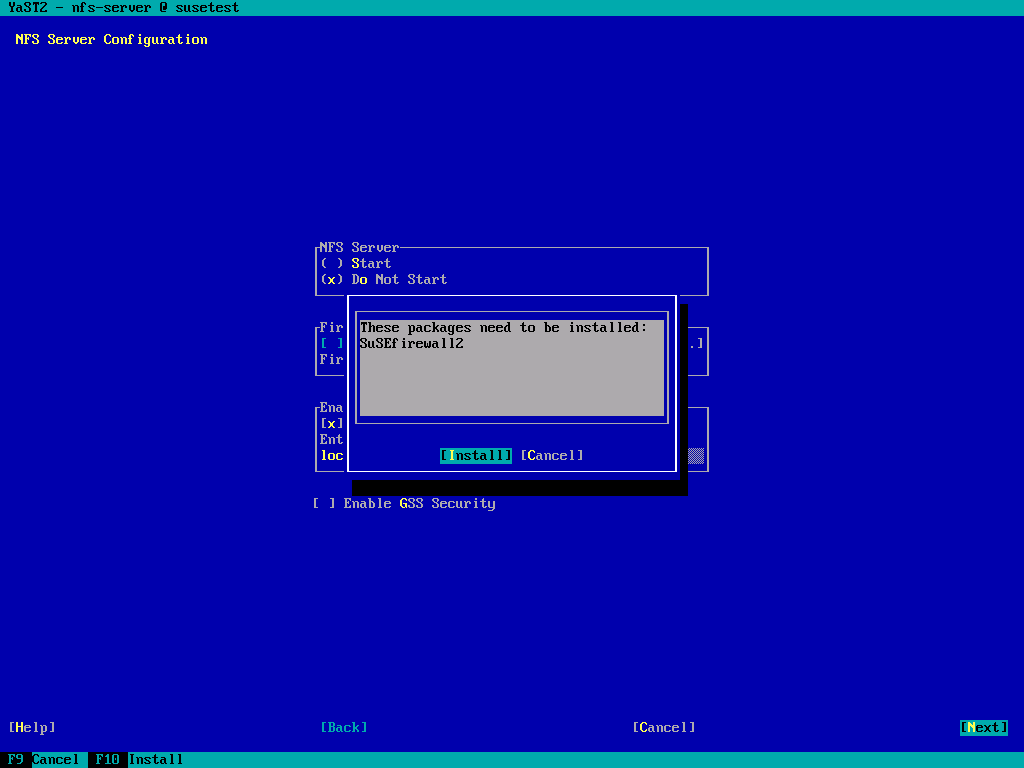 YaST2 - nfs-server @ susetest
NFS Server Configuration
NFS Server
( ) Start
(x) Do Not Start
Fir
[ ] .]
Fir
These packages need to be installed:
SuSEfirewall2
Ena
[x]
Ent
loc
[Install] [Cancel]
[ ] Enable GSS Security
[Help] [Back] [Cancel] [Next]
F9 Cancel F10 Install